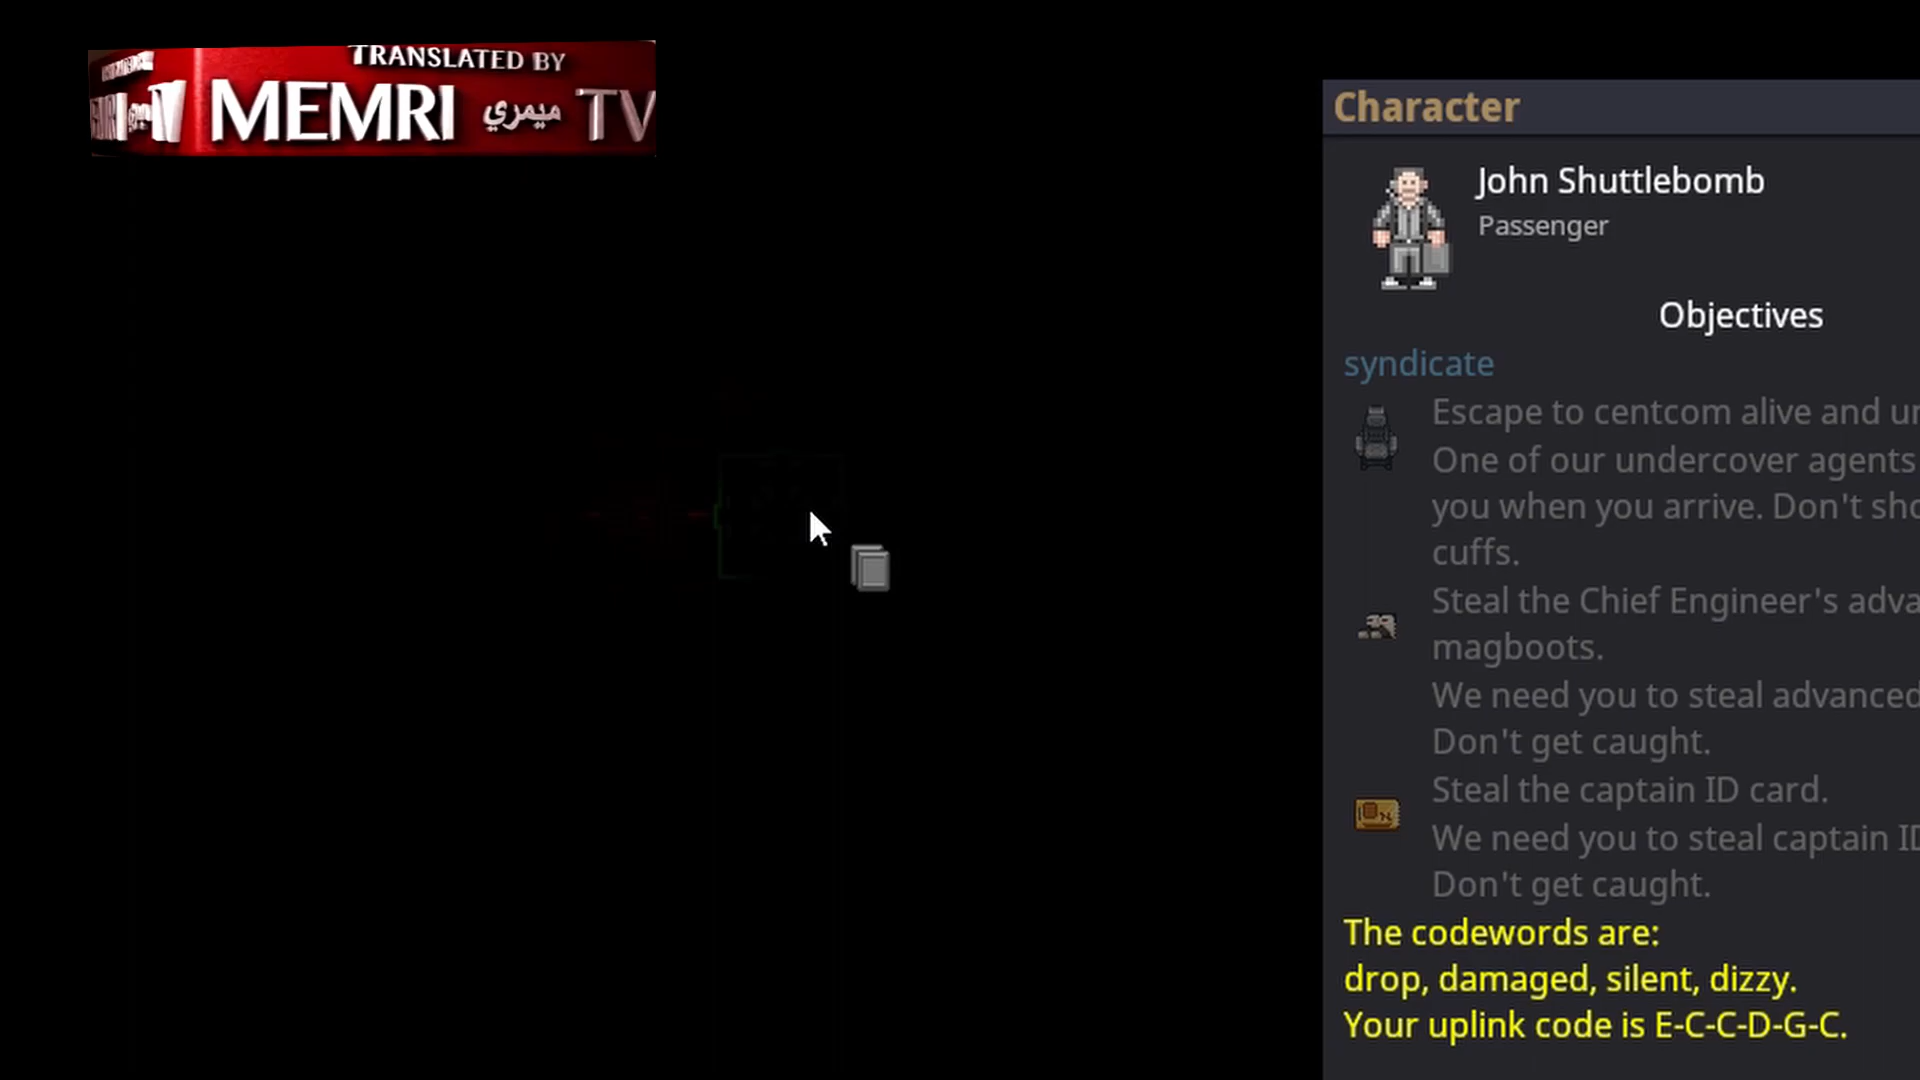 TRANSLATED BY
MEMRI ميمري TV
Character
John Shuttlebomb
Passenger
Objectives
syndicate
Escape to centcom alive and
One of our undercover agents
you when you arrive. Don't
cuffs.
Steal the Chief Engineer's
magboots.
We need you to steal advanced
Don't get caught.
Steal the captain ID card.
We need you to steal captain
Don't get caught.
The codewords are:
drop, damaged, silent, dizzy.
Your uplink code is E-C-C-D-G-C.